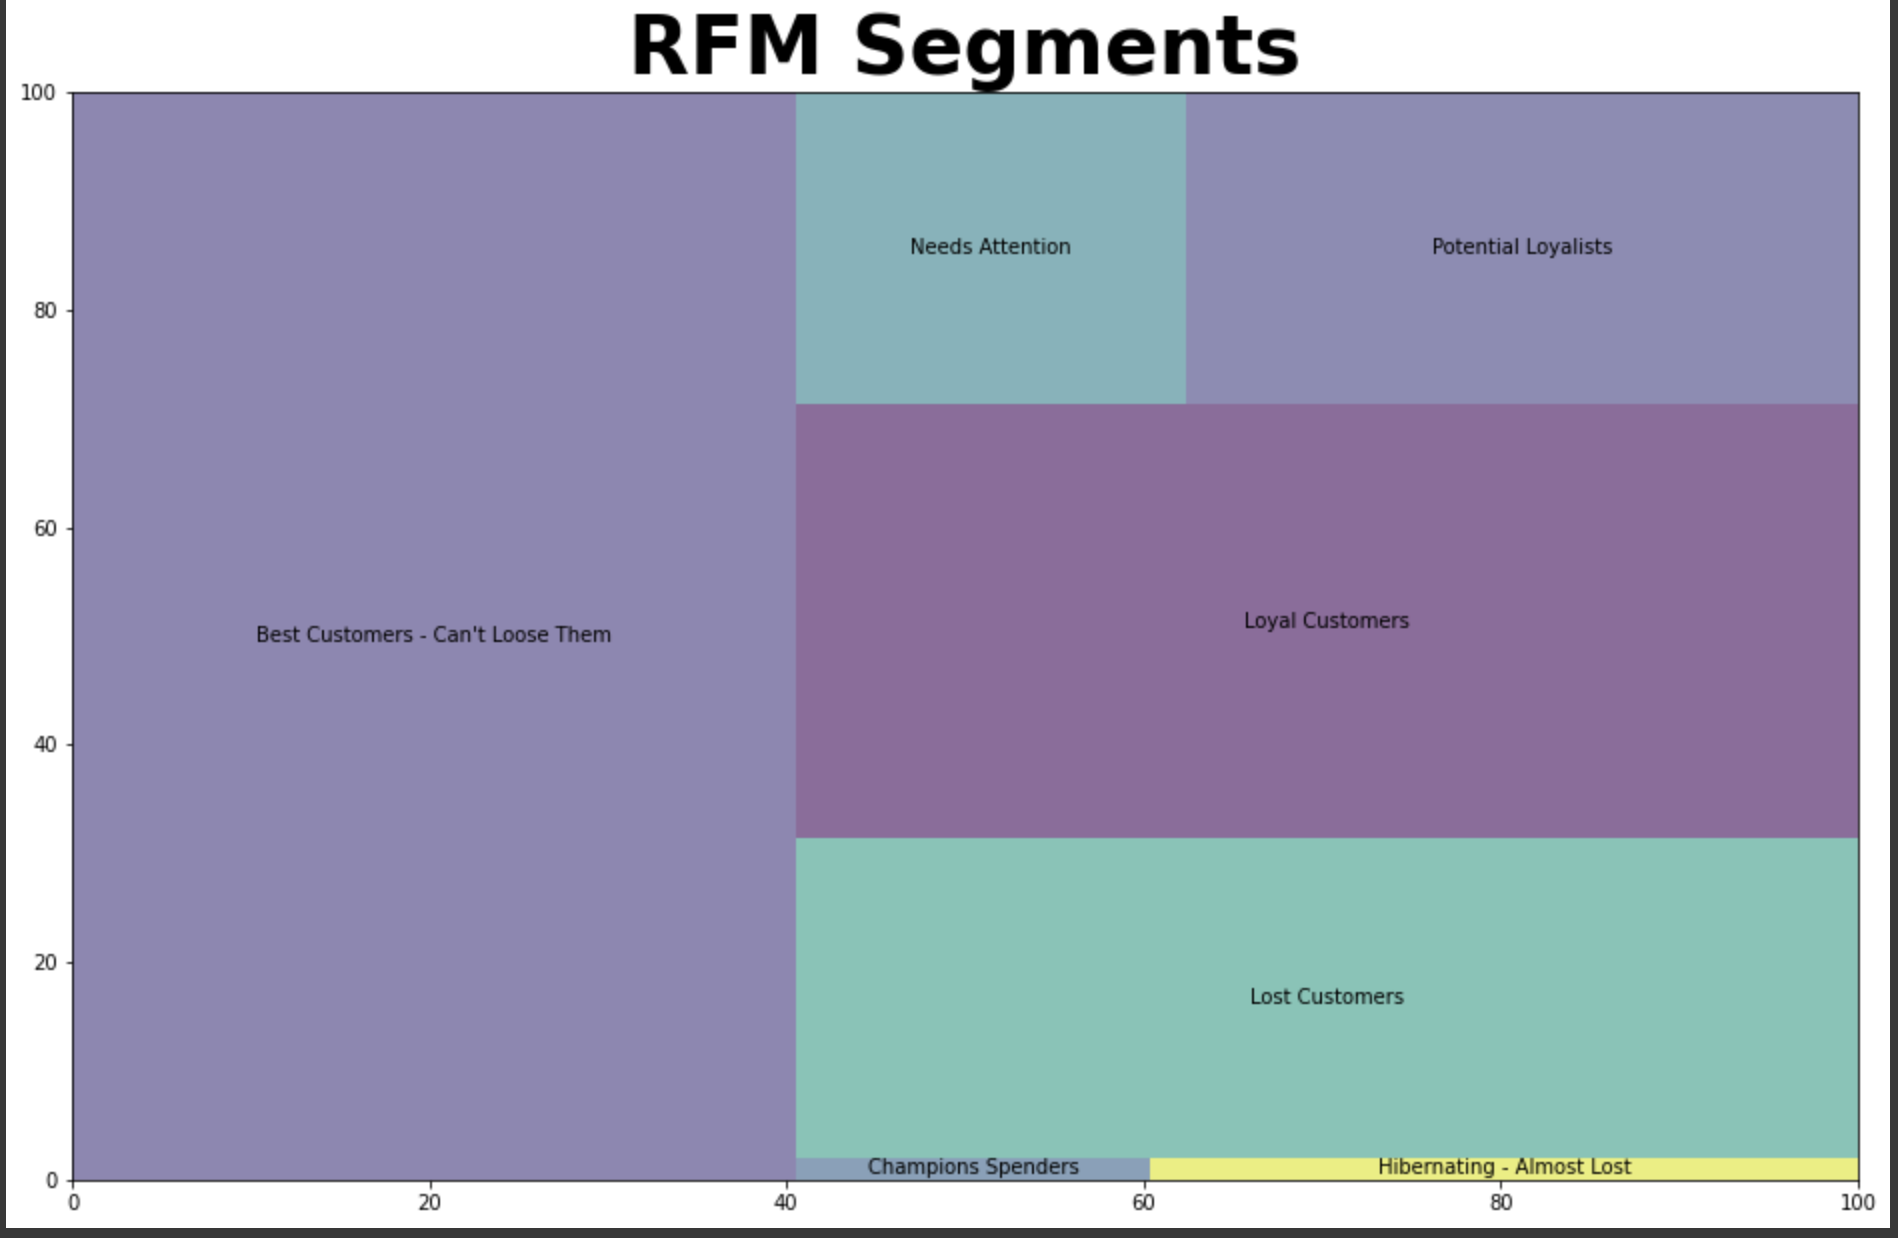 RFM Segments
100
80
60
40
20
0
Needs Attention
Potential Loyalists
Best Customers - Can't Loose Them
Loyal Customers
Lost Customers
Champions Spenders
Hibernating - Almost Lost
0 20 40 60 80 100